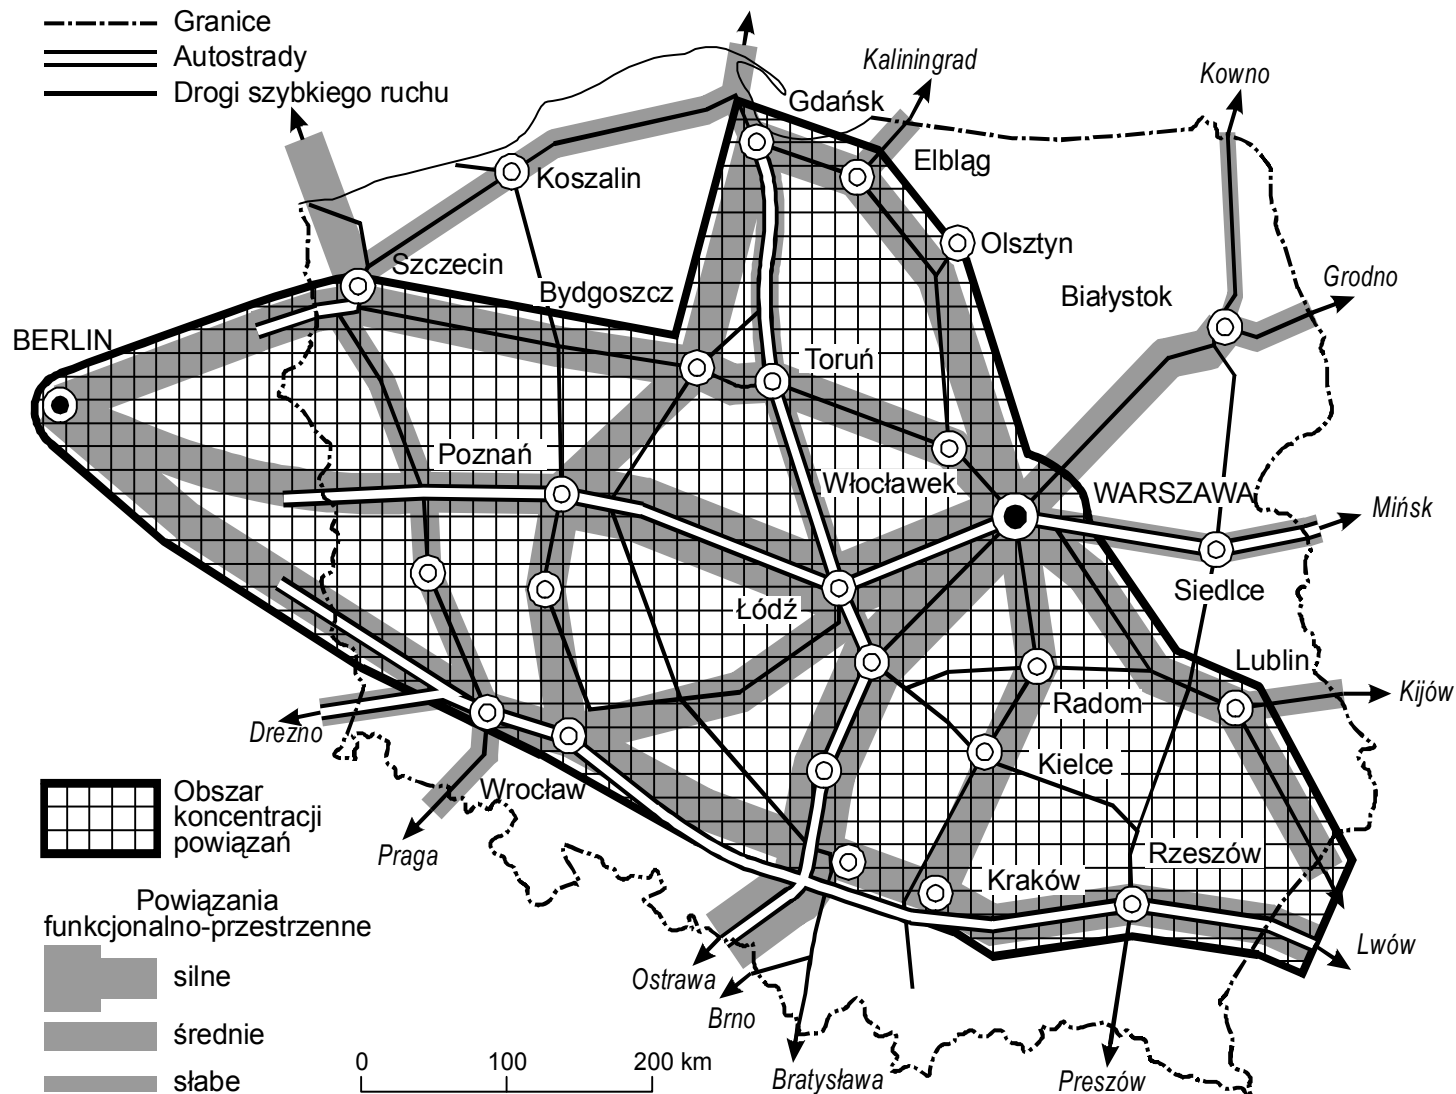 Granice
Autostrady
Drogi szybkiego ruchu
Kaliningrad
Kowno
Gdańsk
Elbląg
Koszalin
Olsztyn
Szczecin
Bydgoszcz
Białystok
Grodno
BERLIN
Toruń
Poznań
Włocławek
WARSZAWA
Mińsk
Siedlce
Łódź
Lublin
Radom
Kijów
Drezno
Kielce
Wrocław
Praga
Rzeszów
Kraków
Lwów
Ostrawa
Brno
Bratysława
Preszów
Obszar
koncentracji
powiązań
Powiązania
funkcjonalno-przestrzenne
silne
średnie
słabe
0 100 200 km